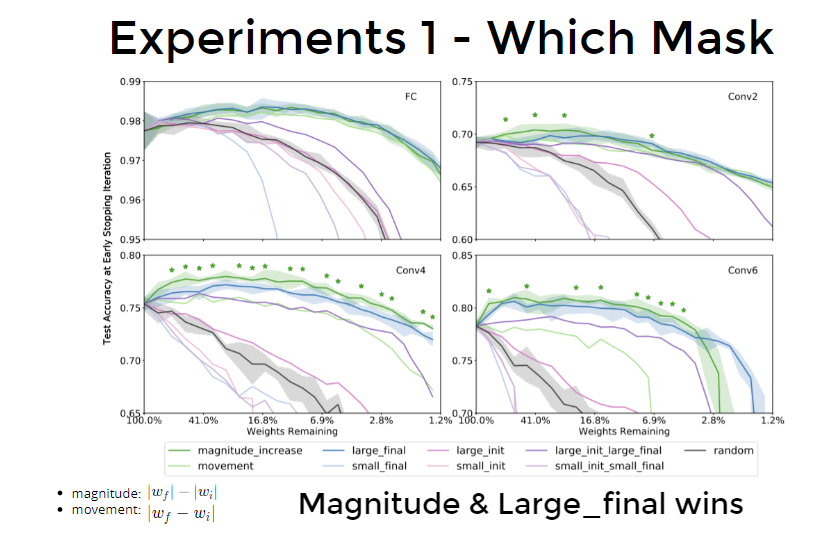 Experiments 1 - Which Mask
Test Accuracy at Early Stopping Iteration
0.99
0.98
0.97
0.96
0.95
FC
0.75
0.70
0.65
0.60
Conv2
0.80
0.75
0.70
0.65
Conv4
100.0% 41.0% 16.8% 6.9% 2.8% 1.2%
Weights Remaining
0.85
0.80
0.75
0.70
Conv6
100.0% 41.0% 16.8% 6.9% 2.8% 1.2%
Weights Remaining
magnitude_increase large_final large_init large_init_large_final random
movement small_final small_init small_init_small_final
• magnitude: |w_f| − |w_i|
• movement: |w_f − w_i|
Magnitude & Large_final wins